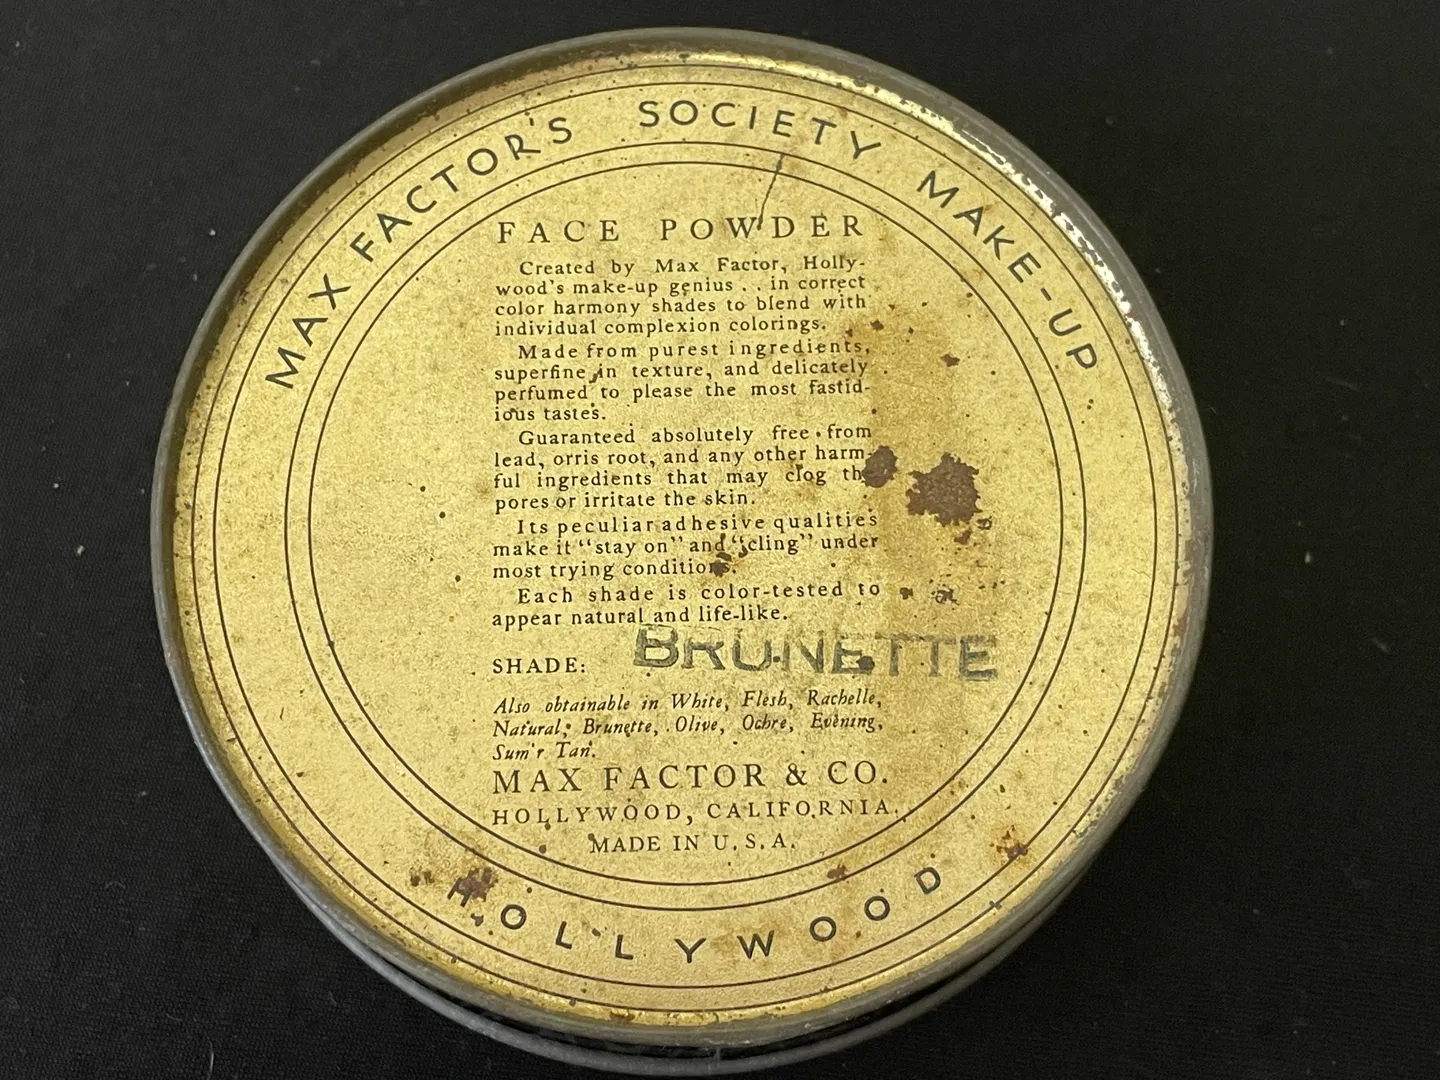 MAX FACTOR'S SOCIETY MAKE-UP
FACE POWDER
Created by Max Factor, Holly-
wood's make-up genius . . in correct
color harmony shades to blend with
individual complexion colorings.
Made from purest ingredients,
superfine in texture, and delicately
perfumed to please the most fastid-
ious tastes.
Guaranteed absolutely free from
lead, orris root, and any other harm-
ful ingredients that may clog the
pores or irritate the skin.
Its peculiar adhesive qualities
make it "stay on" and "cling" under
most trying conditions.
Each shade is color-tested to
appear natural and life-like.
SHADE: BRUNETTE
Also obtainable in White, Flesh, Rachelle,
Natural, Brunette, Olive, Ochre, Evening,
Sum'r Tan.
MAX FACTOR & CO.
HOLLYWOOD, CALIFORNIA.
MADE IN U.S.A.
HOLLYWOOD